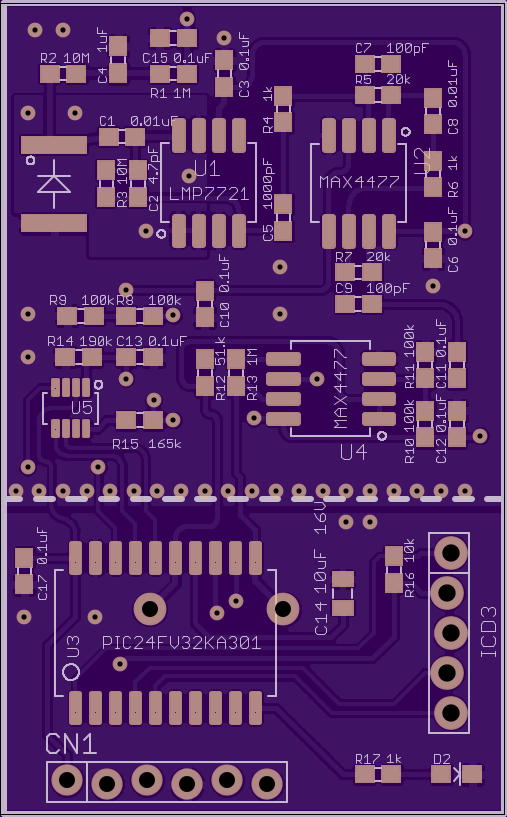 R2 10M
C4 1uF
C15 0.1uF
R1 1M
C3 0.1uF
C7 100pF
R5 20k
R4 1k
C8 0.01uF
C1 0.01uF
R3 10M
C2 4.7pF
U1
LMP7721
C5 1000pF
MAX4477
U2
R6 1k
C6 0.1uF
R7 20k
C9 100pF
C10 0.1uF
R9 100k
R8 100k
R14 190k
C13 0.1uF
R12 51.k
R13 1M
MAX4477
U4
R11 100k
C11 0.1uF
R10 100k
C12 0.1uF
U5
R15 165k
C17 0.1uF
16V
C14 10uF
R16 10k
ICD3
U3
PIC24FV32KA301
CN1
R17 1k
D2